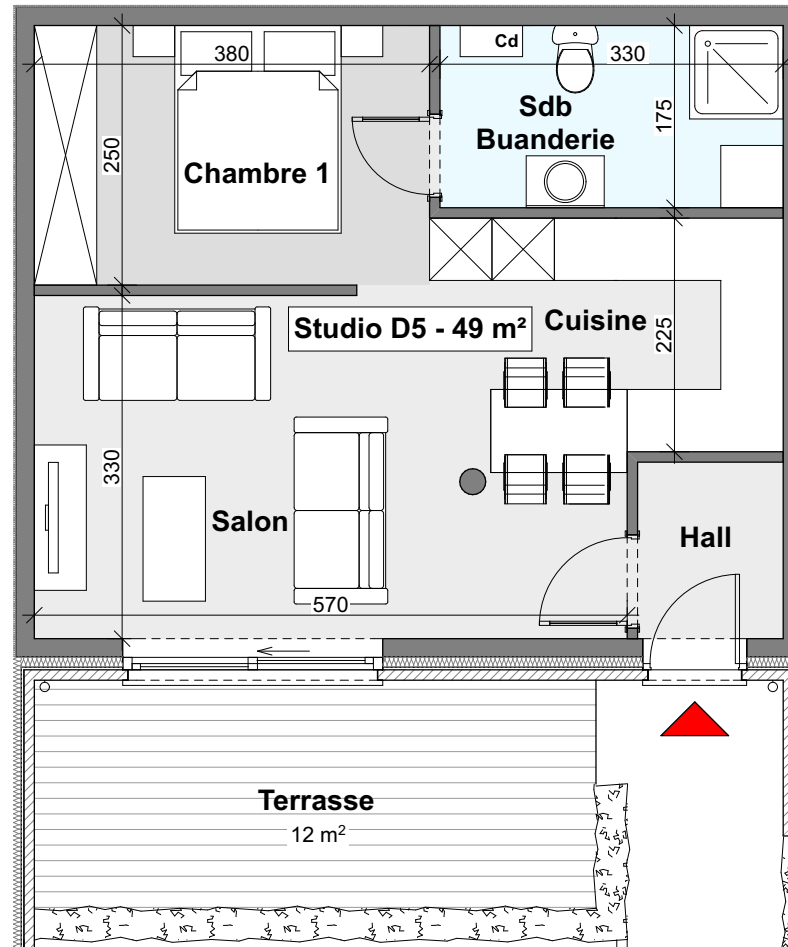 380
Cd
330
Sdb
Buanderie
175
250
Chambre 1
Studio D5 - 49 m²
Cuisine
225
330
Salon
Hall
570
Terrasse
12 m²